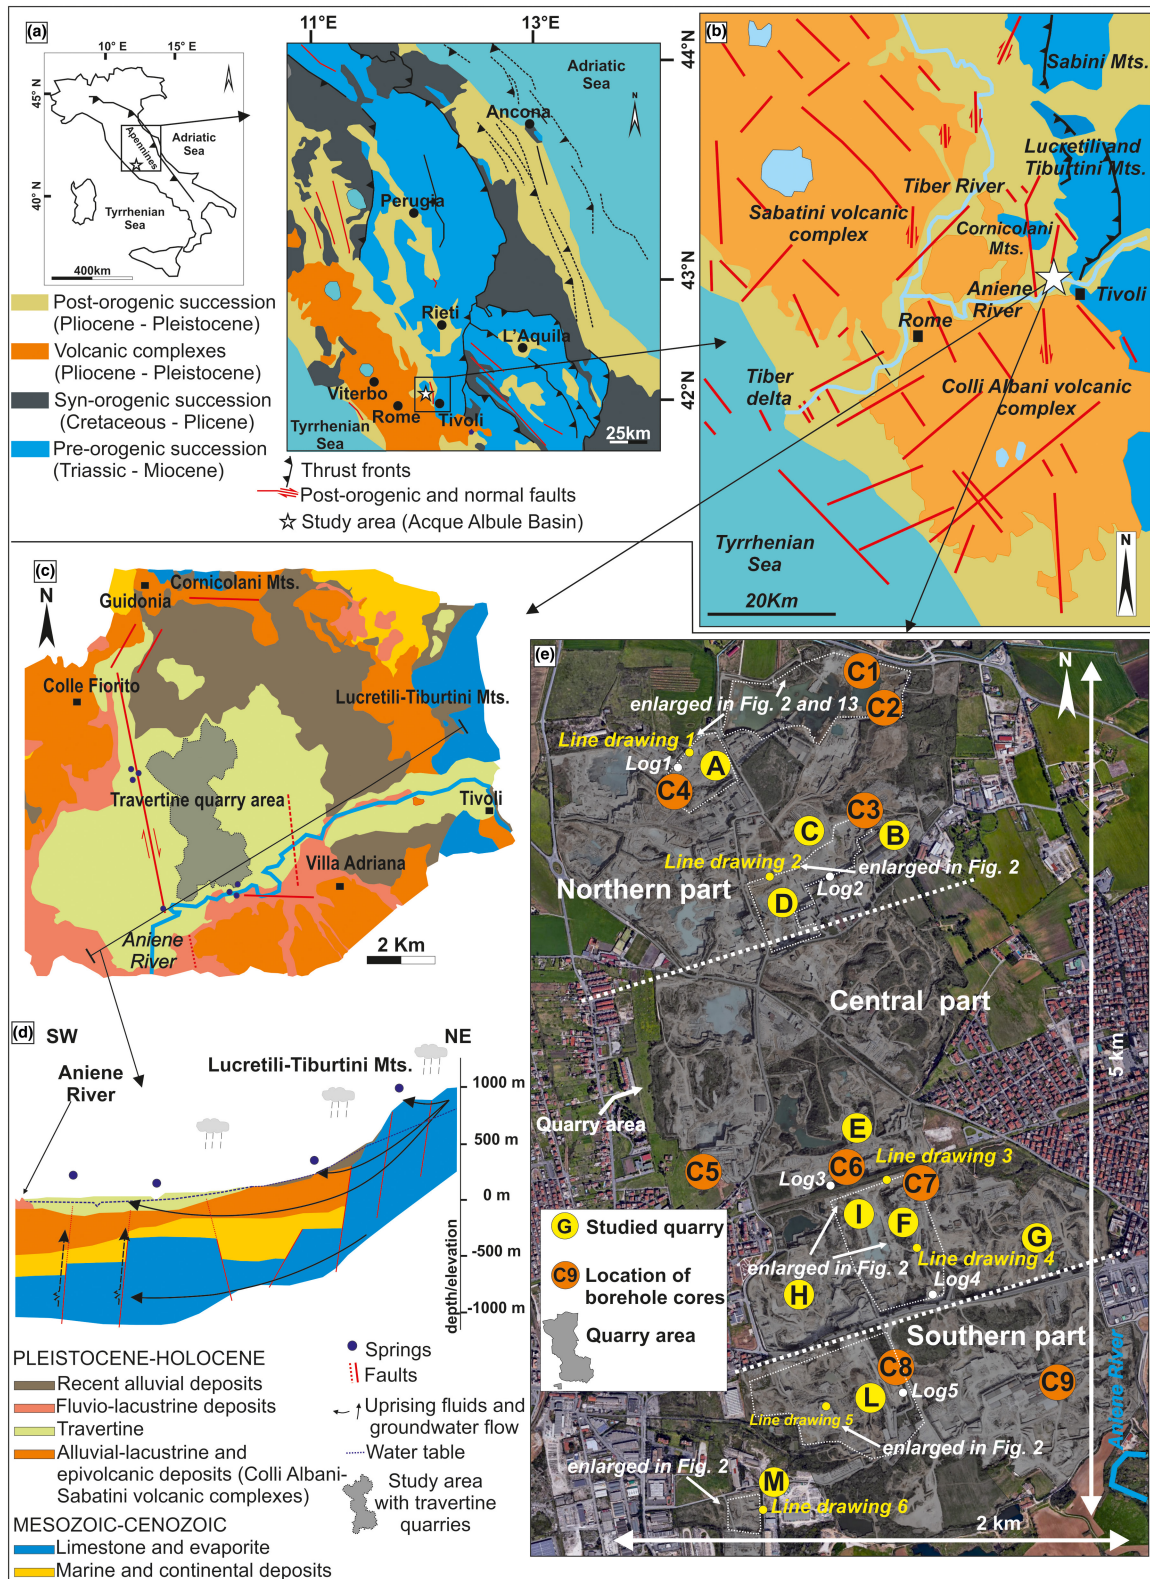 (a)
10° E
15° E
45° N
40° N
Apennines
Adriatic
Sea
Tyrrhenian
Sea
400km
Post-orogenic succession
(Pliocene - Pleistocene)
Volcanic complexes
(Pliocene - Pleistocene)
Syn-orogenic succession
(Cretaceous - Plicene)
Pre-orogenic succession
(Triassic - Miocene)
11°E
13°E
44°N
43°N
42°N
Adriatic
Sea
N
Ancona
Perugia
Rieti
L'Aquila
Viterbo
Rome
Tivoli
Tyrrhenian
Sea
25km
Thrust fronts
Post-orogenic and normal faults
Study area (Acque Albule Basin)
(b)
Sabini Mts.
Lucretili and
Tiburtini Mts.
Tiber River
Sabatini volcanic
complex
Cornicolani
Mts.
Aniene
River
Tivoli
Rome
Tiber
delta
Colli Albani volcanic
complex
Tyrrhenian
Sea
20Km
N
(c)
N
Cornicolani Mts.
Guidonia
Colle Fiorito
Lucretili-Tiburtini Mts.
Travertine quarry area
Tivoli
Villa Adriana
Aniene
River
2 Km
(d)
SW
NE
Lucretili-Tiburtini Mts.
Aniene
River
1000 m
500 m
0 m
-500 m
-1000 m
depth/elevation
PLEISTOCENE-HOLOCENE
Recent alluvial deposits
Fluvio-lacustrine deposits
Travertine
Alluvial-lacustrine and
epivolcanic deposits (Colli Albani-
Sabatini volcanic complexes)
MESOZOIC-CENOZOIC
Limestone and evaporite
Marine and continental deposits
Springs
Faults
Uprising fluids and
groundwater flow
Water table
Study area
with travertine
quarries
(e)
N
C1
C2
enlarged in Fig. 2 and 13
Line drawing 1
Log1
A
C4
C3
C
B
Line drawing 2
enlarged in Fig. 2
Log2
Northern part
D
Central part
5 km
Quarry area
E
Line drawing 3
C5
C6
C7
Log3
I
F
G
Line drawing 4
enlarged in Fig. 2
Log4
H
G Studied quarry
C9 Location of
borehole cores
Quarry area
Southern part
C8
C9
Log5
L
Line drawing 5
enlarged in Fig. 2
enlarged in Fig. 2
M
Line drawing 6
Aniene River
2 km